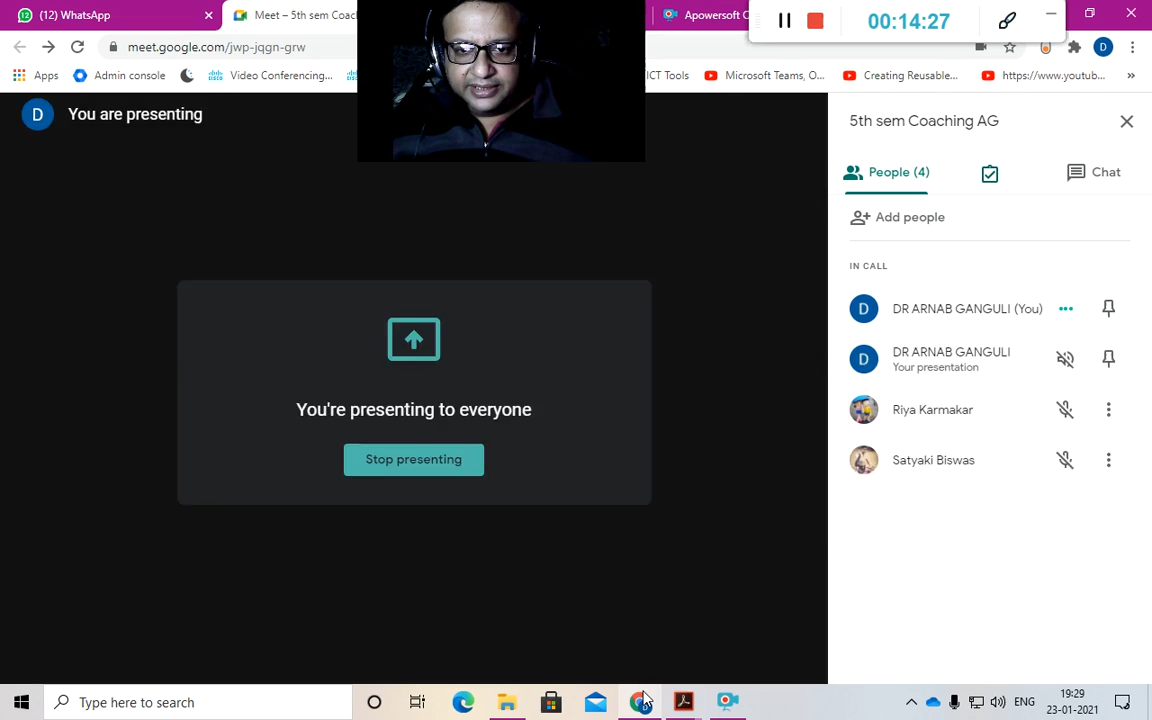 (12) WhatsApp
Meet – 5th sem Coach
Apowersoft
00:14:27
meet.google.com/jwp-jqgn-grw
D
Apps
Admin console
Video Conferencing...
ICT Tools
Microsoft Teams, O...
Creating Reusable...
https://www.youtub...
D
You are presenting
5th sem Coaching AG
People (4)
Chat
Add people
IN CALL
D
DR ARNAB GANGULI (You)
D
DR ARNAB GANGULI
Your presentation
Riya Karmakar
Satyaki Biswas
You're presenting to everyone
Stop presenting
Type here to search
ENG
19:29
23-01-2021